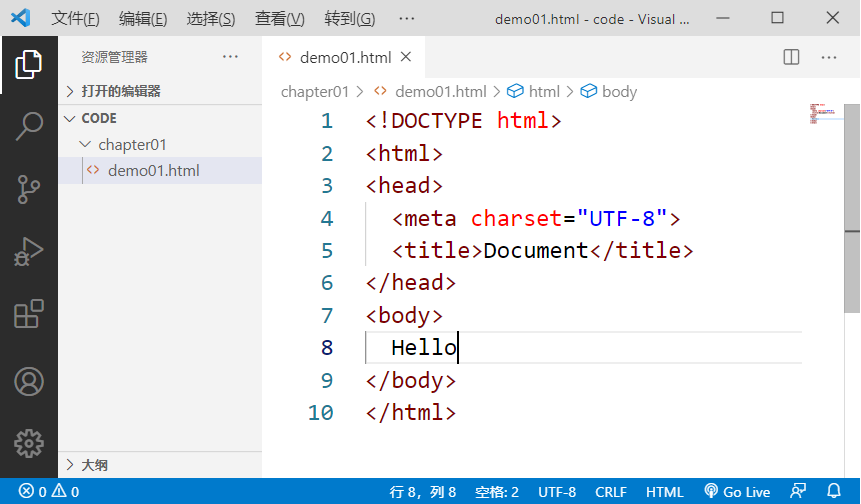 文件(F) 编辑(E) 选择(S) 查看(V) 转到(G) ··· demo01.html - code - Visual ...
资源管理器 ···
demo01.html
打开的编辑器
chapter01 > demo01.html > html > body
CODE
chapter01
demo01.html
1 <!DOCTYPE html>
2 <html>
3 <head>
4 <meta charset="UTF-8">
5 <title>Document</title>
6 </head>
7 <body>
8 Hello
9 </body>
10 </html>
大纲
0 0 行 8，列 8 空格: 2 UTF-8 CRLF HTML Go Live